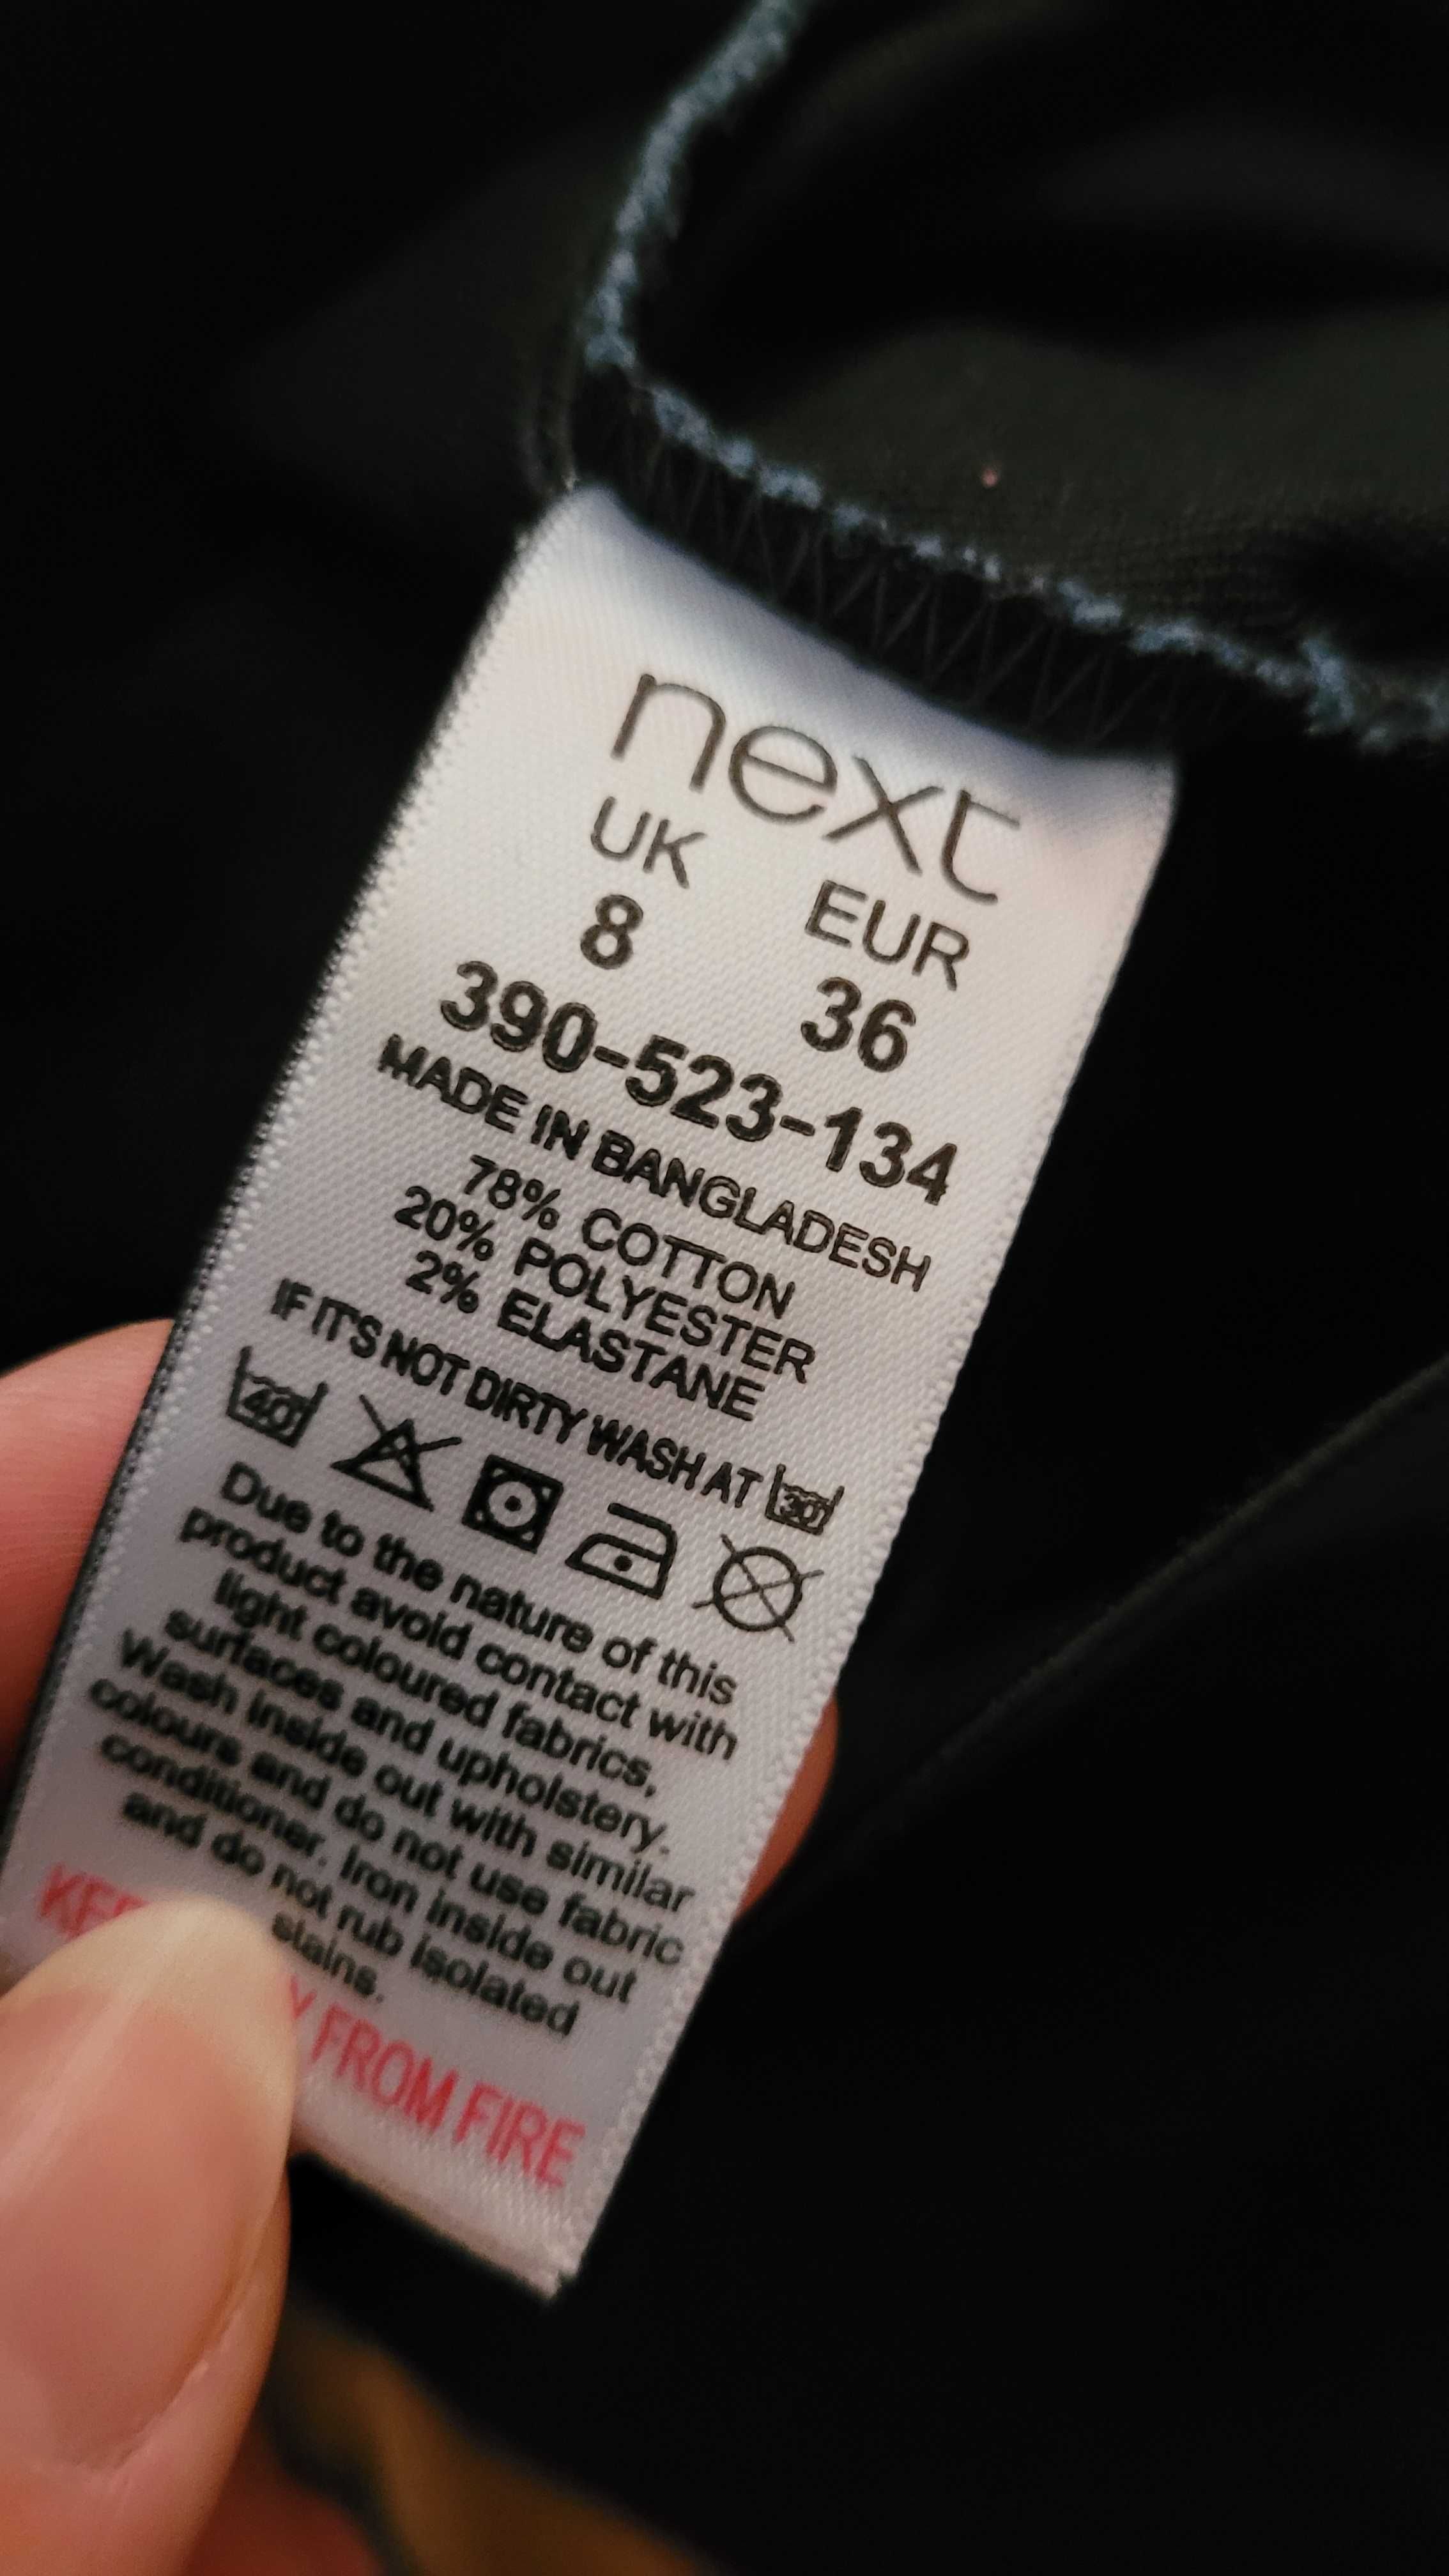 next
UK EUR
8 36
390-523-134
MADE IN BANGLADESH
78% COTTON
20% POLYESTER
2% ELASTANE
IF IT'S NOT DIRTY WASH AT 30
40
Due to the nature of this
product avoid contact with
light coloured fabrics,
surfaces and upholstery.
Wash inside out with similar
colours and do not use fabric
conditioner. Iron inside out
and do not rub isolated
stains.
FROM FIRE